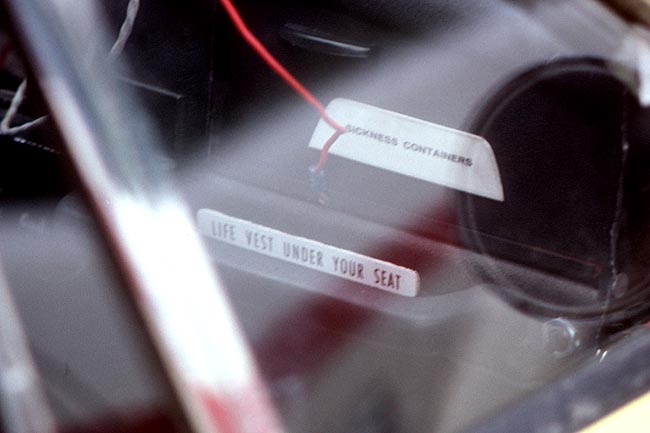 SICKNESS CONTAINERS
LIFE VEST UNDER YOUR SEAT